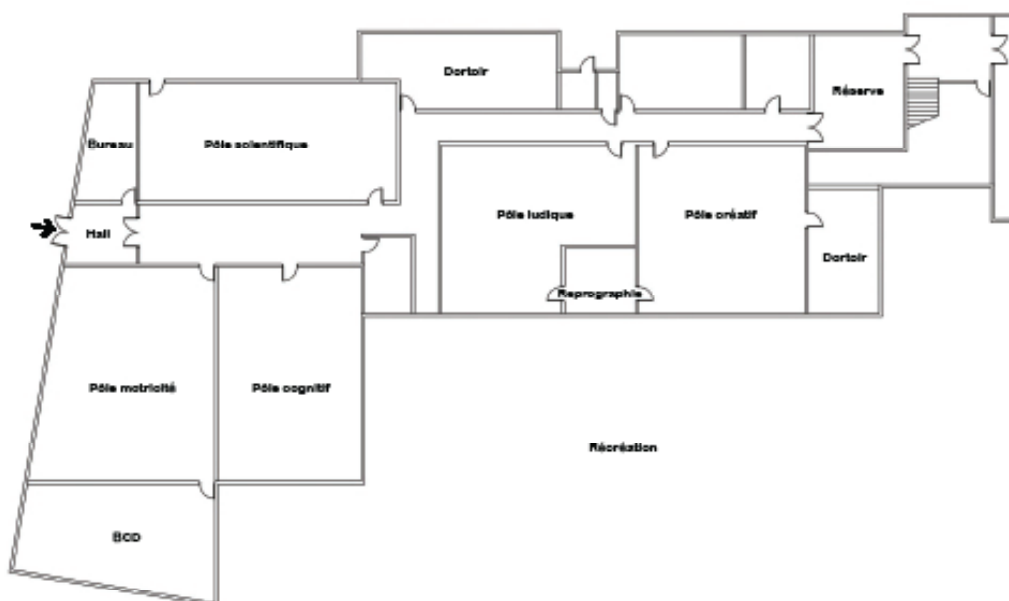 Dortoir
Réserve
Bureau
Pôle scientifique
Pôle ludique
Pôle créatif
Hall
Dortoir
Reprographie
Pôle motricité
Pôle cognitif
Récréation
BCD